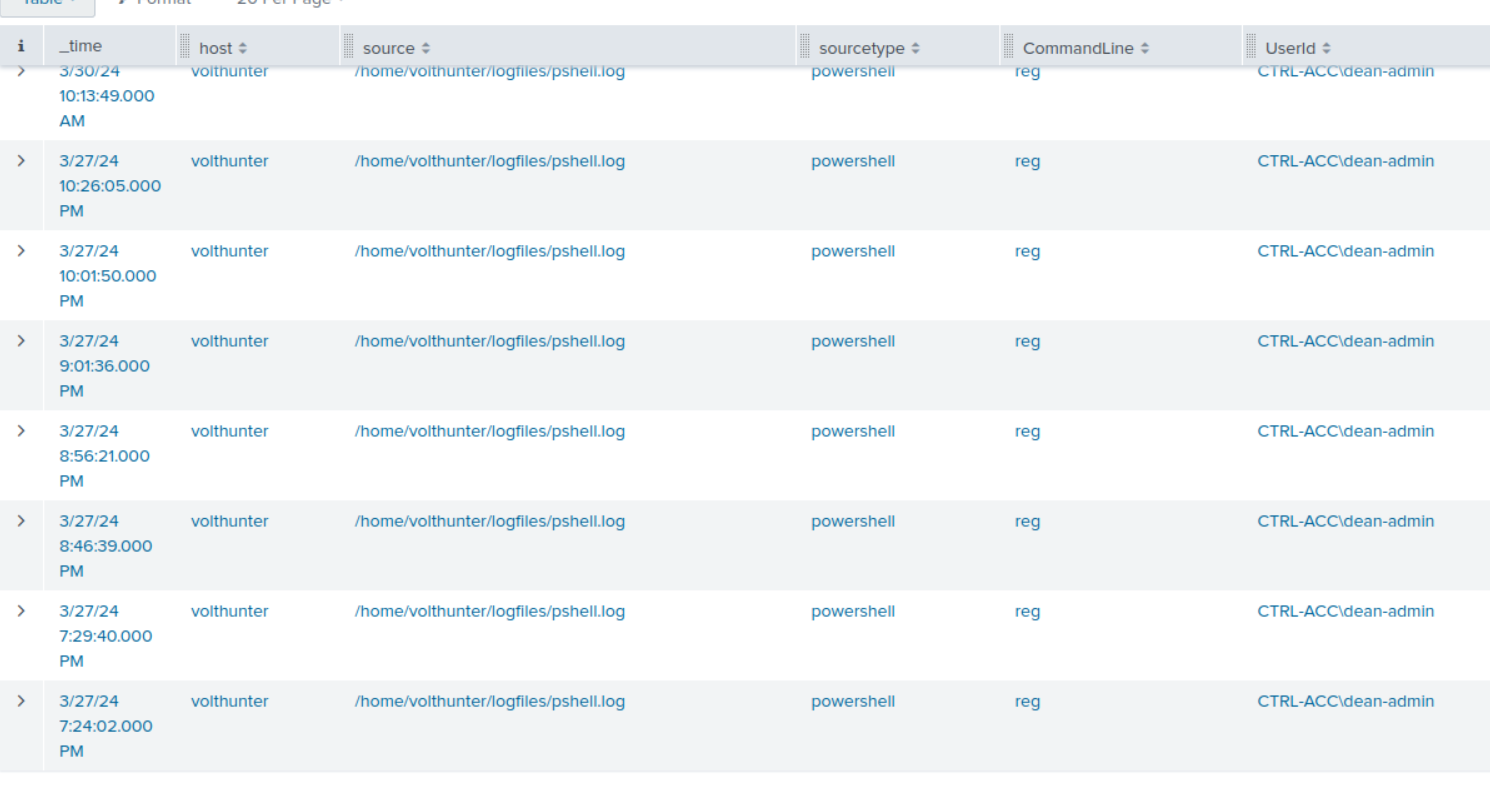 Table Format 20 Per Page
i _time host source sourcetype CommandLine UserId
3/30/24 volthunter /home/volthunter/logfiles/pshell.log powershell reg CTRL-ACC\dean-admin
10:13:49.000
AM
3/27/24 volthunter /home/volthunter/logfiles/pshell.log powershell reg CTRL-ACC\dean-admin
10:26:05.000
PM
3/27/24 volthunter /home/volthunter/logfiles/pshell.log powershell reg CTRL-ACC\dean-admin
10:01:50.000
PM
3/27/24 volthunter /home/volthunter/logfiles/pshell.log powershell reg CTRL-ACC\dean-admin
9:01:36.000
PM
3/27/24 volthunter /home/volthunter/logfiles/pshell.log powershell reg CTRL-ACC\dean-admin
8:56:21.000
PM
3/27/24 volthunter /home/volthunter/logfiles/pshell.log powershell reg CTRL-ACC\dean-admin
8:46:39.000
PM
3/27/24 volthunter /home/volthunter/logfiles/pshell.log powershell reg CTRL-ACC\dean-admin
7:29:40.000
PM
3/27/24 volthunter /home/volthunter/logfiles/pshell.log powershell reg CTRL-ACC\dean-admin
7:24:02.000
PM